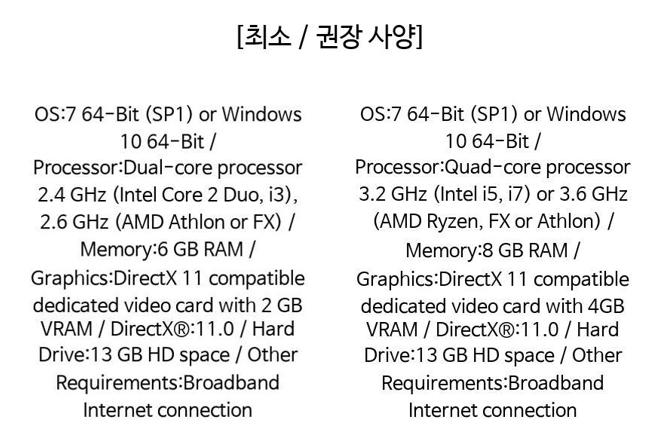 [최소 / 권장 사양]
OS:7 64-Bit (SP1) or Windows
10 64-Bit /
Processor:Dual-core processor
2.4 GHz (Intel Core 2 Duo, i3),
2.6 GHz (AMD Athlon or FX) /
Memory:6 GB RAM /
Graphics:DirectX 11 compatible
dedicated video card with 2 GB
VRAM / DirectX®:11.0 / Hard
Drive:13 GB HD space / Other
Requirements:Broadband
Internet connection
OS:7 64-Bit (SP1) or Windows
10 64-Bit /
Processor:Quad-core processor
3.2 GHz (Intel i5, i7) or 3.6 GHz
(AMD Ryzen, FX or Athlon) /
Memory:8 GB RAM /
Graphics:DirectX 11 compatible
dedicated video card with 4GB
VRAM / DirectX®:11.0 / Hard
Drive:13 GB HD space / Other
Requirements:Broadband
Internet connection